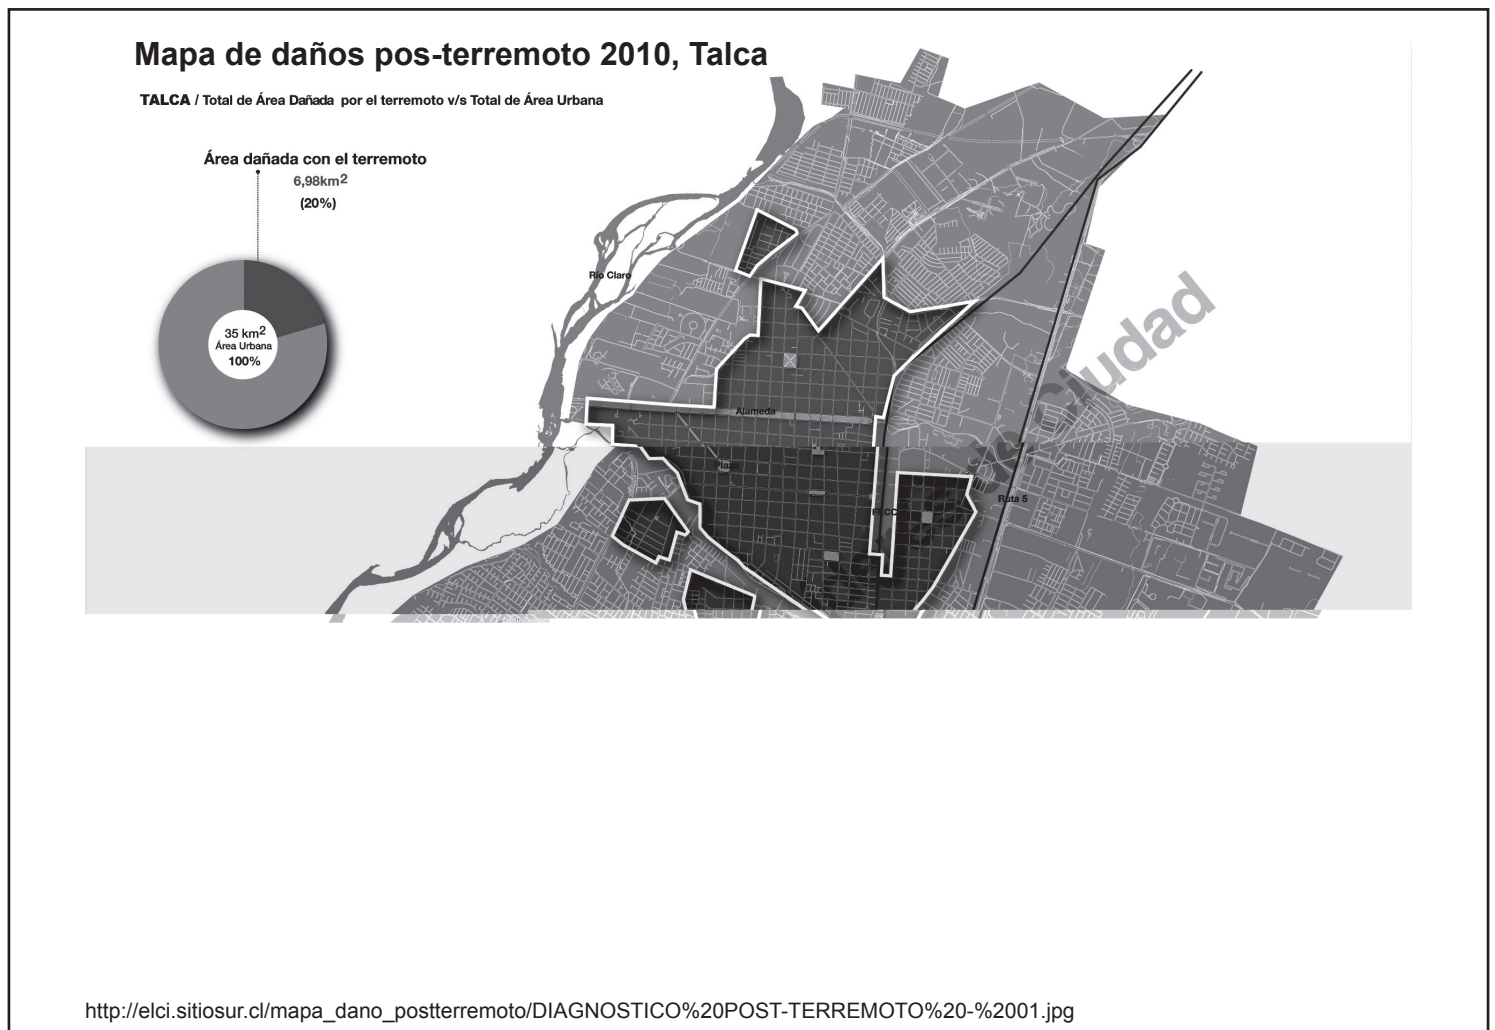 Mapa de daños pos-terremoto 2010, Talca
TALCA / Total de Área Dañada por el terremoto v/s Total de Área Urbana
Área dañada con el terremoto
6,98km²
(20%)
35 km²
Área Urbana
100%
Río Claro
Alameda
Plaza
Ruta 5
Ciudad
http://elci.sitiosur.cl/mapa_dano_postterremoto/DIAGNOSTICO%20POST-TERREMOTO%20-%2001.jpg